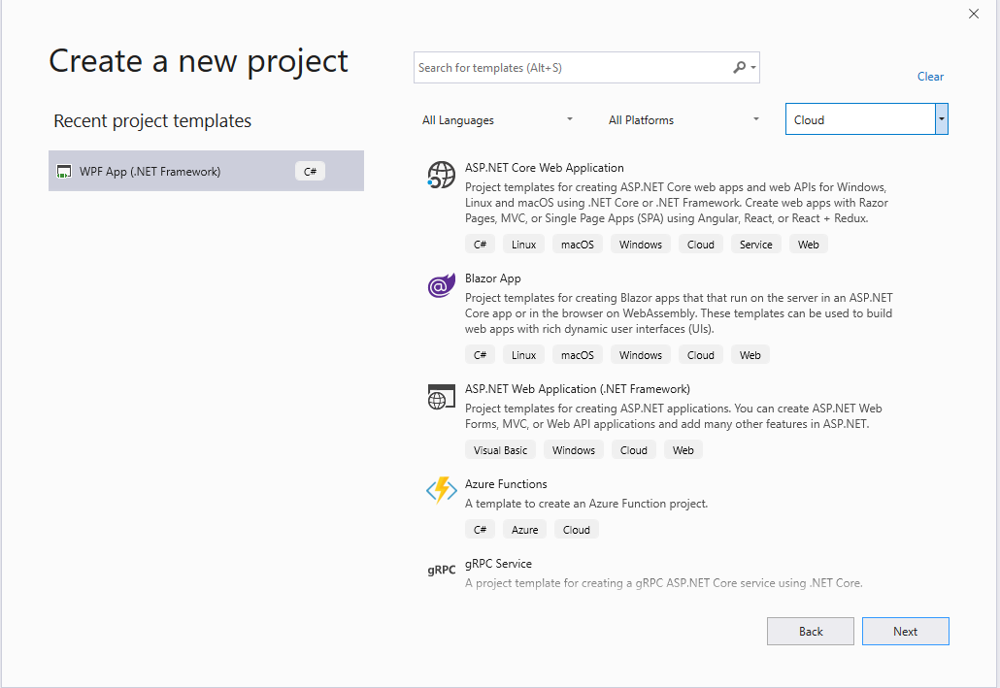 Create a new project
Search for templates (Alt+S)
Clear
Recent project templates
All Languages
All Platforms
Cloud
WPF App (.NET Framework)
C#
ASP.NET Core Web Application
Project templates for creating ASP.NET Core web apps and web APIs for Windows,
Linux and macOS using .NET Core or .NET Framework. Create web apps with Razor
Pages, MVC, or Single Page Apps (SPA) using Angular, React, or React + Redux.
C# Linux macOS Windows Cloud Service Web
Blazor App
Project templates for creating Blazor apps that that run on the server in an ASP.NET
Core app or in the browser on WebAssembly. These templates can be used to build
web apps with rich dynamic user interfaces (UIs).
C# Linux macOS Windows Cloud Web
ASP.NET Web Application (.NET Framework)
Project templates for creating ASP.NET applications. You can create ASP.NET Web
Forms, MVC, or Web API applications and add many other features in ASP.NET.
Visual Basic Windows Cloud Web
Azure Functions
A template to create an Azure Function project.
C# Azure Cloud
gRPC
gRPC Service
A project template for creating a gRPC ASP.NET Core service using .NET Core.
Back
Next